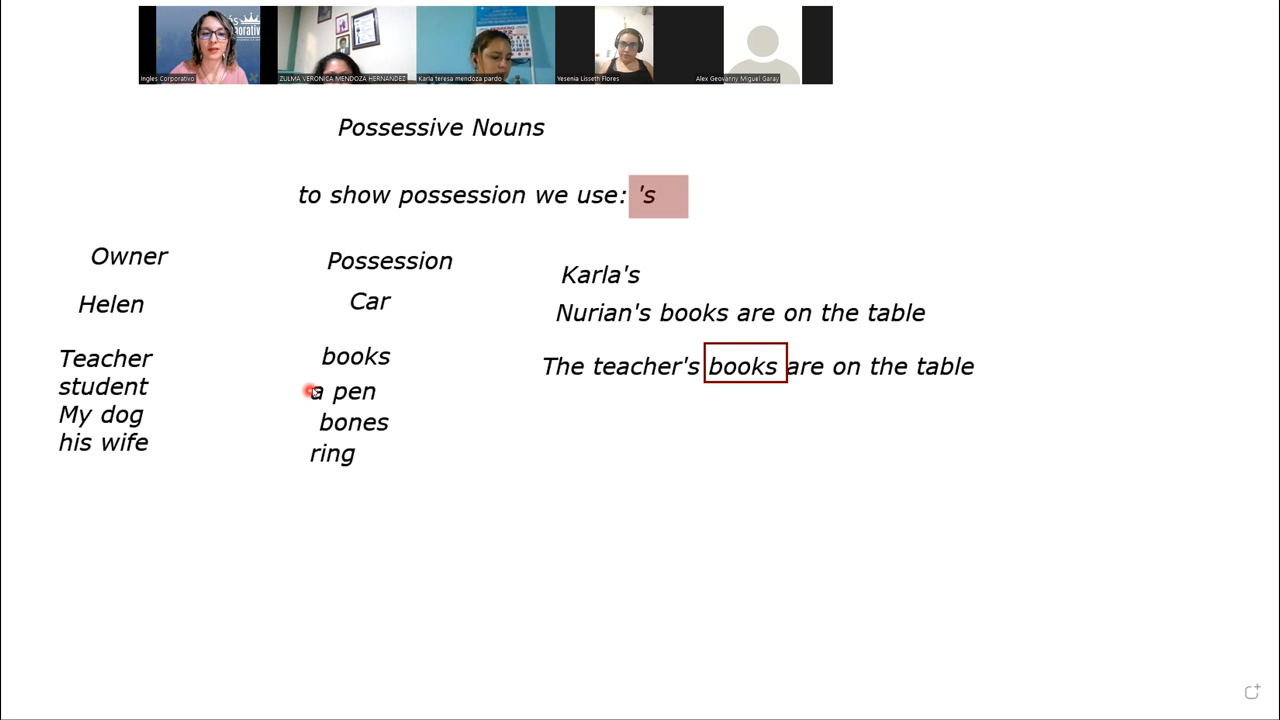 Ingles Corporativo
ZULMA VERONICA MENDOZA HERNANDEZ
Karla teresa mendoza pardo
Yesenia Lisseth Flores
Alex Geovanny Miguel Garay
Possessive Nouns
to show possession we use: 's
Owner
Possession
Helen
Car
Karla's
Nurian's books are on the table
Teacher
books
The teacher's books are on the table
student
a pen
My dog
bones
his wife
ring